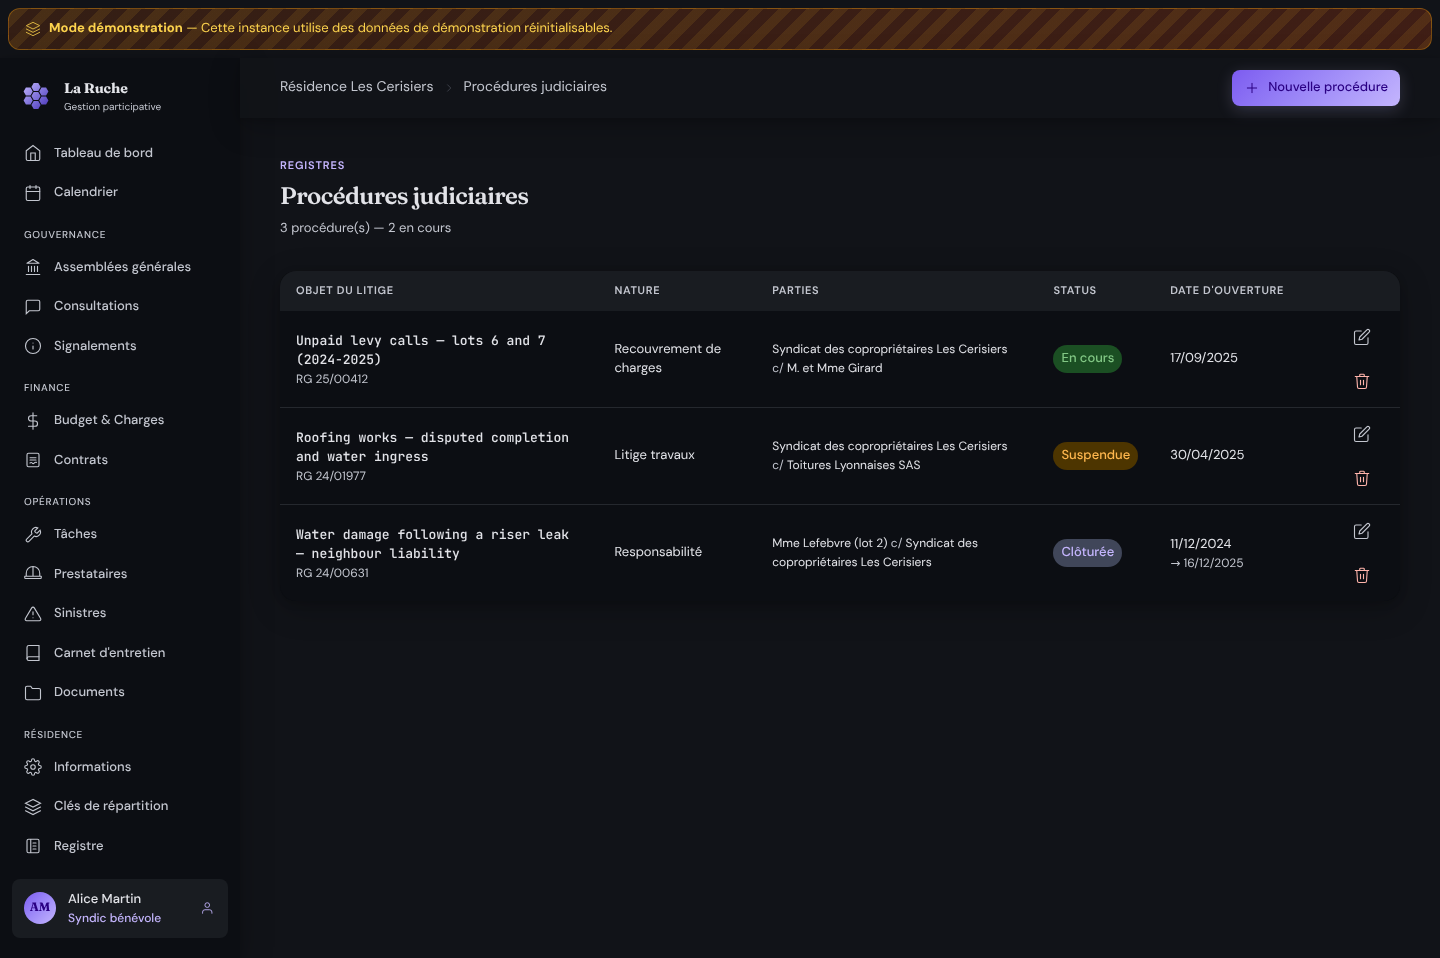 Mode démonstration — Cette instance utilise des données de démonstration réinitialisables.
La Ruche
Gestion participative
Résidence Les Cerisiers
Procédures judiciaires
Nouvelle procédure
Tableau de bord
Calendrier
GOUVERNANCE
Assemblées générales
Consultations
Signalements
FINANCE
Budget & Charges
Contrats
OPÉRATIONS
Tâches
Prestataires
Sinistres
Carnet d'entretien
Documents
RÉSIDENCE
Informations
Clés de répartition
Registre
AM
Alice Martin
Syndic bénévole
REGISTRES
Procédures judiciaires
3 procédure(s) — 2 en cours
OBJET DU LITIGE NATURE PARTIES STATUS DATE D'OUVERTURE
Unpaid levy calls — lots 6 and 7
(2024-2025)
RG 25/00412
Recouvrement de
charges
Syndicat des copropriétaires Les Cerisiers
c/ M. et Mme Girard
En cours
17/09/2025
Roofing works — disputed completion
and water ingress
RG 24/01977
Litige travaux
Syndicat des copropriétaires Les Cerisiers
c/ Toitures Lyonnaises SAS
Suspendue
30/04/2025
Water damage following a riser leak
— neighbour liability
RG 24/00631
Responsabilité
Mme Lefebvre (lot 2) c/ Syndicat des
copropriétaires Les Cerisiers
Clôturée
11/12/2024
→ 16/12/2025